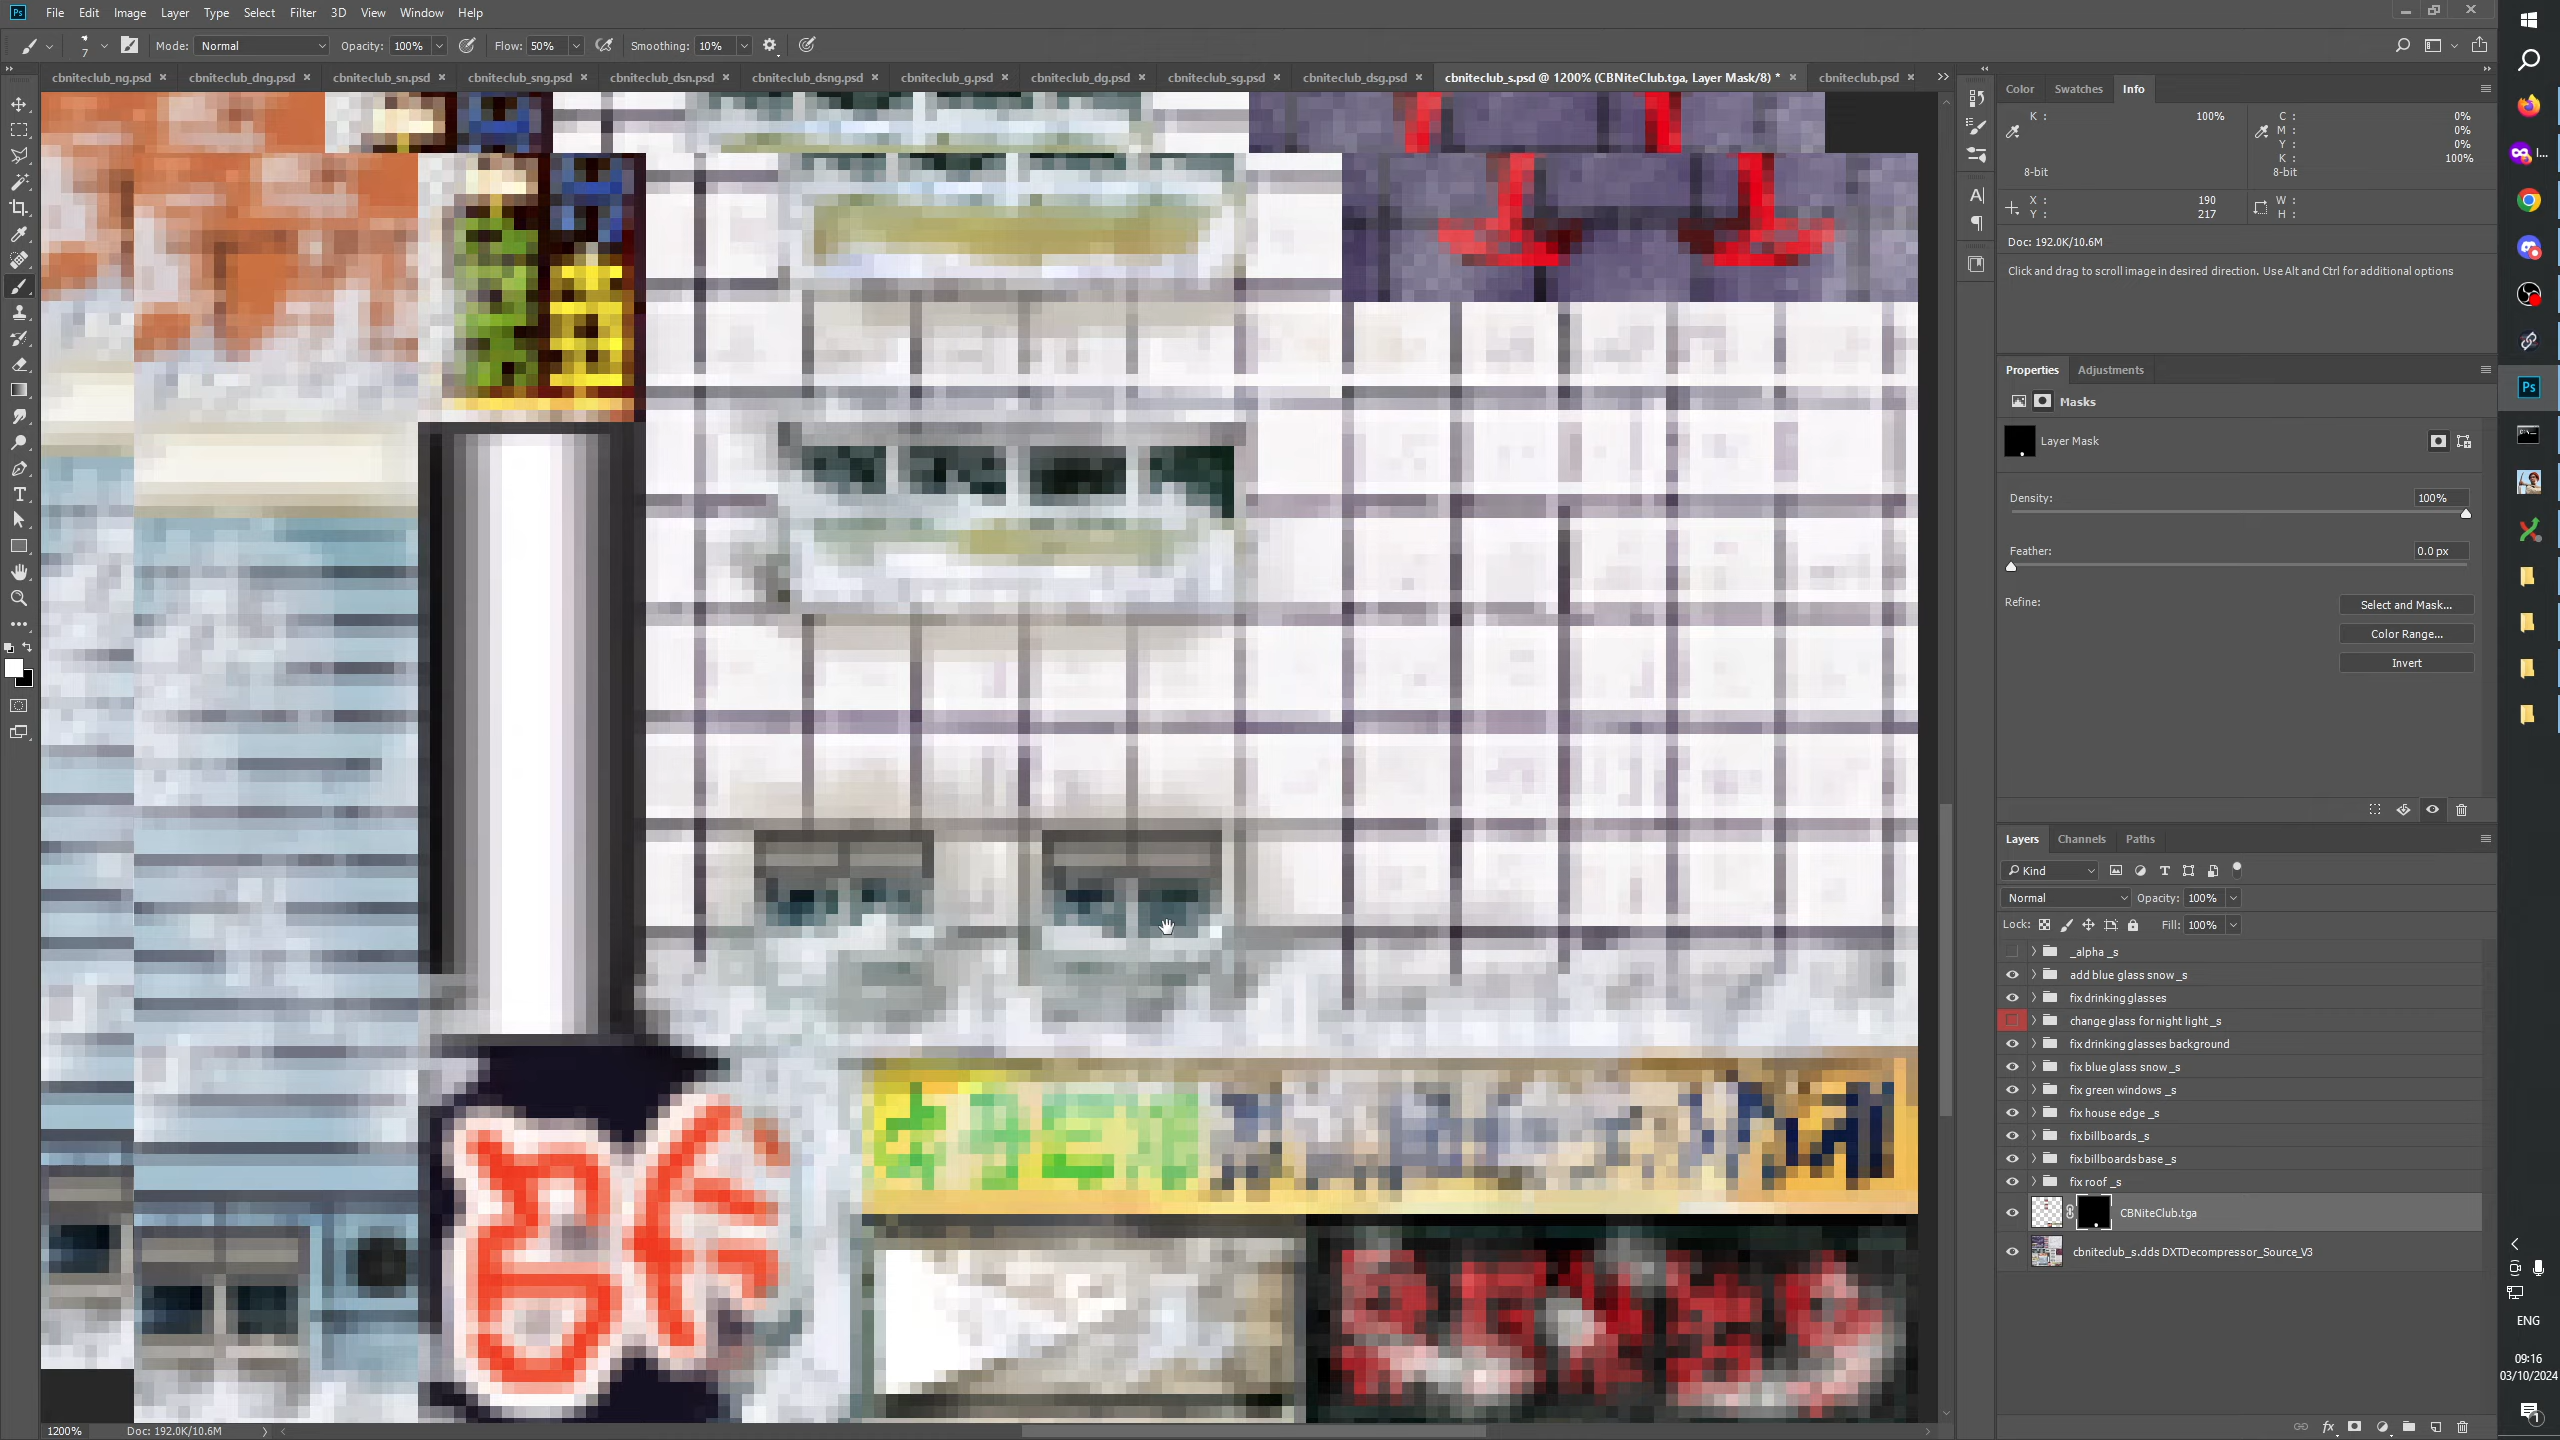 Ps File Edit Image Layer Type Select Filter 3D View Window Help
7 Mode: Normal Opacity: 100% Flow: 50% Smoothing: 10%
cbniteclub_ng.psd × cbniteclub_dng.psd × cbniteclub_sn.psd × cbniteclub_sng.psd × cbniteclub_dsn.psd × cbniteclub_dsng.psd × cbniteclub_g.psd × cbniteclub_dg.psd × cbniteclub_sg.psd × cbniteclub_dsg.psd × cbniteclub_s.psd @ 1200% (CBNiteClub.tga, Layer Mask/8) * × cbniteclub.psd ×
Color Swatches Info
K : 100% C : 0%
M : 0%
Y : 0%
K : 100%
8-bit 8-bit
X : 190 W :
Y : 217 H :
Doc: 192.0K/10.6M
Click and drag to scroll image in desired direction. Use Alt and Ctrl for additional options
Properties Adjustments
Masks
Layer Mask
Density: 100%
Feather: 0.0 px
Refine: Select and Mask...
Color Range...
Invert
Layers Channels Paths
Kind
Normal Opacity: 100%
Lock: Fill: 100%
_alpha _s
add blue glass snow _s
fix drinking glasses
change glass for night light _s
fix drinking glasses background
fix blue glass snow _s
fix green windows _s
fix house edge _s
fix billboards _s
fix billboards base _s
fix roof _s
CBNiteClub.tga
cbniteclub_s.dds DXTDecompressor_Source_V3
1200% Doc: 192.0K/10.6M
I...
Ps
ENG
09:16
03/10/2024
1